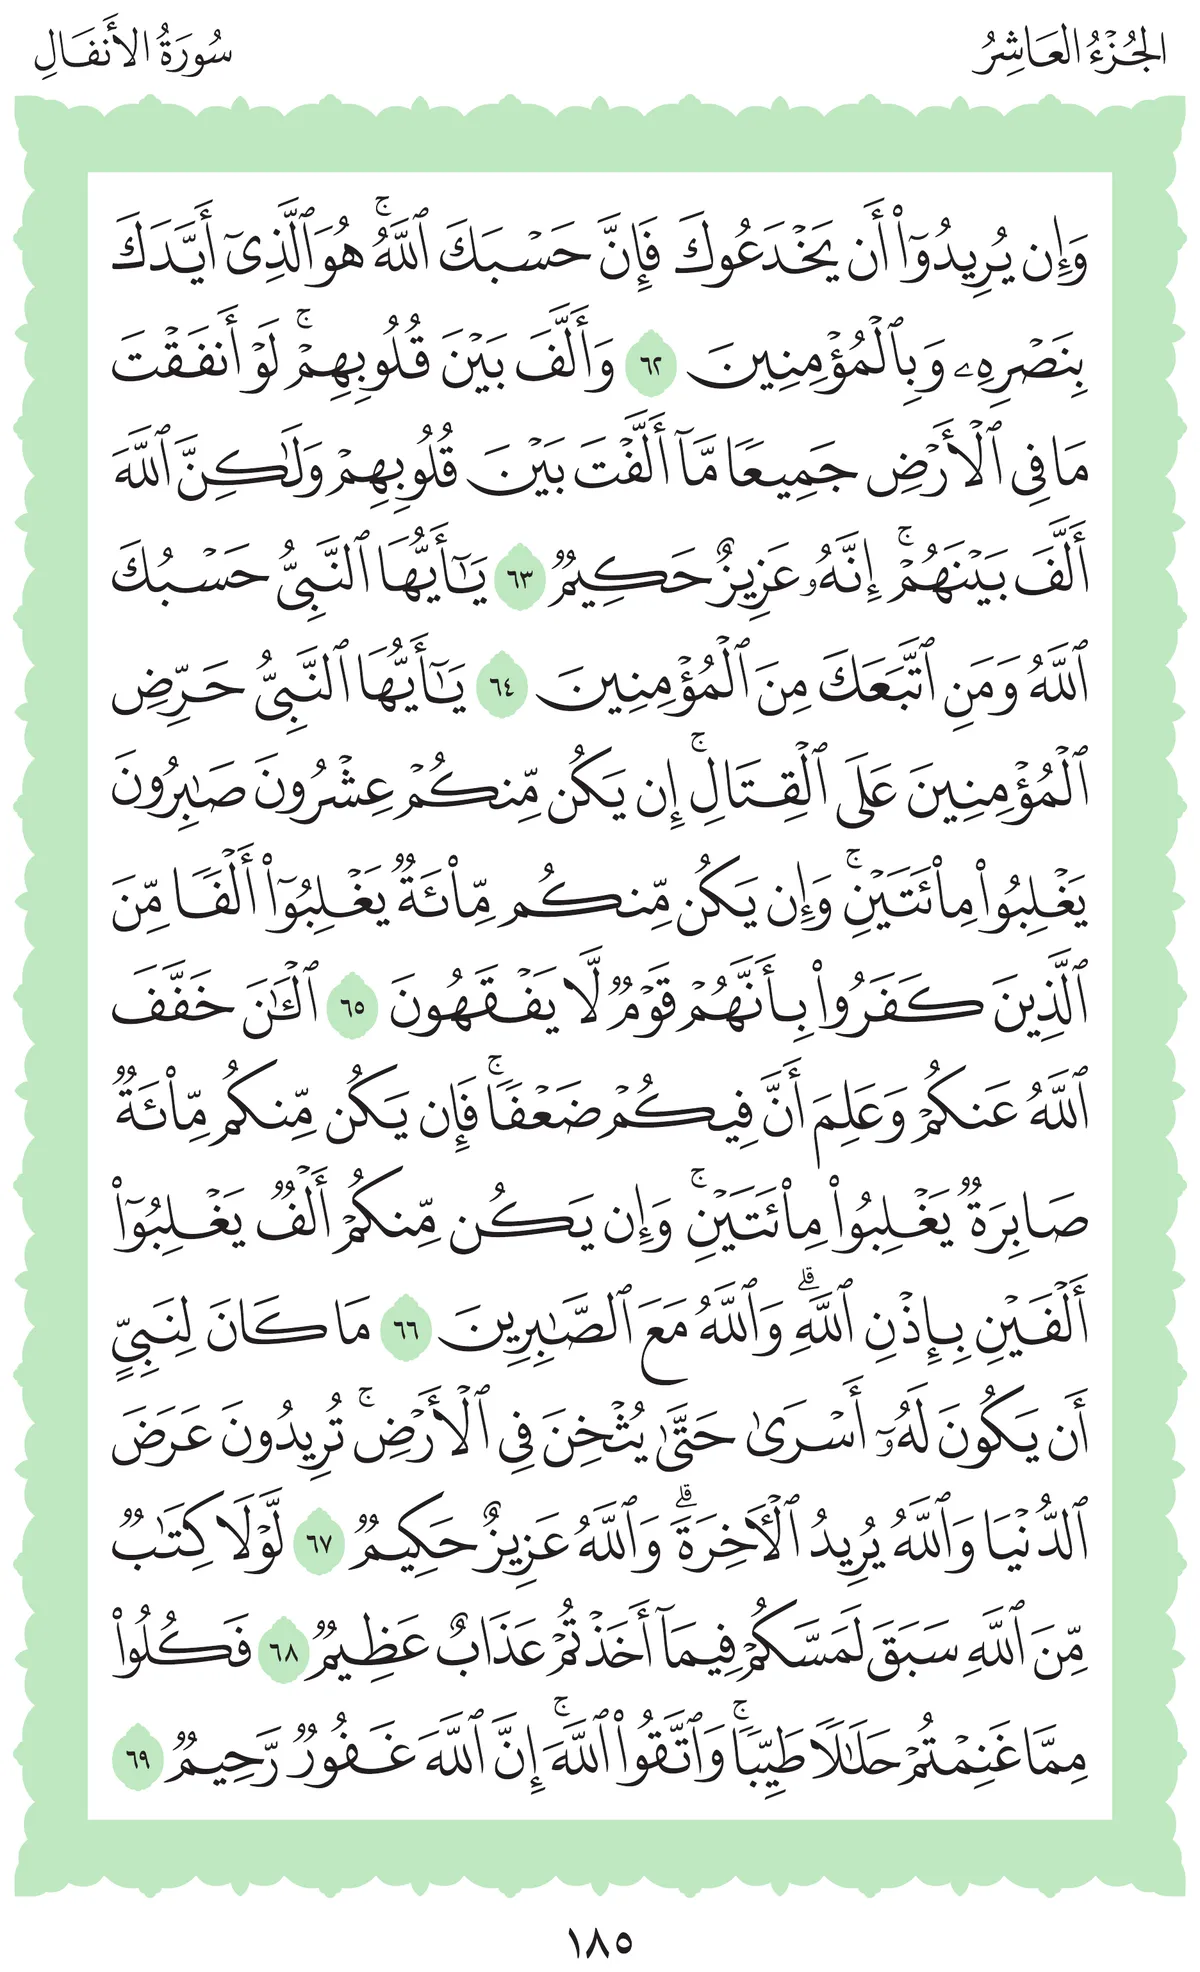 الجُزْءُ العَاشِرُ
سُورَةُ الأَنفَالِ
وَإِن يُرِيدُوٓاْ أَن يَخۡدَعُوكَ فَإِنَّ حَسۡبَكَ ٱللَّهُۚ هُوَ ٱلَّذِيٓ أَيَّدَكَ
بِنَصۡرِهِۦ وَبِٱلۡمُؤۡمِنِينَ ٦٢ وَأَلَّفَ بَيۡنَ قُلُوبِهِمۡۚ لَوۡ أَنفَقۡتَ
مَا فِي ٱلۡأَرۡضِ جَمِيعٗا مَّآ أَلَّفۡتَ بَيۡنَ قُلُوبِهِمۡ وَلَٰكِنَّ ٱللَّهَ
أَلَّفَ بَيۡنَهُمۡۚ إِنَّهُۥ عَزِيزٌ حَكِيمٞ ٦٣ يَٰٓأَيُّهَا ٱلنَّبِيُّ حَسۡبُكَ
ٱللَّهُ وَمَنِ ٱتَّبَعَكَ مِنَ ٱلۡمُؤۡمِنِينَ ٦٤ يَٰٓأَيُّهَا ٱلنَّبِيُّ حَرِّضِ
ٱلۡمُؤۡمِنِينَ عَلَى ٱلۡقِتَالِۚ إِن يَكُن مِّنكُمۡ عِشۡرُونَ صَٰبِرُونَ
يَغۡلِبُواْ مِاْئَتَيۡنِۚ وَإِن يَكُن مِّنكُم مِّاْئَةٞ يَغۡلِبُوٓاْ أَلۡفٗا مِّنَ
ٱلَّذِينَ كَفَرُواْ بِأَنَّهُمۡ قَوۡمٞ لَّا يَفۡقَهُونَ ٦٥ ٱلۡـَٰٔنَ خَفَّفَ
ٱللَّهُ عَنكُمۡ وَعَلِمَ أَنَّ فِيكُمۡ ضَعۡفٗاۚ فَإِن يَكُن مِّنكُم مِّاْئَةٞ
صَابِرَةٞ يَغۡلِبُواْ مِاْئَتَيۡنِۚ وَإِن يَكُن مِّنكُمۡ أَلۡفٞ يَغۡلِبُوٓاْ
أَلۡفَيۡنِ بِإِذۡنِ ٱللَّهِۗ وَٱللَّهُ مَعَ ٱلصَّٰبِرِينَ ٦٦ مَا كَانَ لِنَبِيٍّ
أَن يَكُونَ لَهُۥٓ أَسۡرَىٰ حَتَّىٰ يُثۡخِنَ فِي ٱلۡأَرۡضِۚ تُرِيدُونَ عَرَضَ
ٱلدُّنۡيَا وَٱللَّهُ يُرِيدُ ٱلۡأٓخِرَةَۗ وَٱللَّهُ عَزِيزٌ حَكِيمٞ ٦٧ لَّوۡلَا كِتَٰبٞ
مِّنَ ٱللَّهِ سَبَقَ لَمَسَّكُمۡ فِيمَآ أَخَذۡتُمۡ عَذَابٌ عَظِيمٞ ٦٨ فَكُلُواْ
مِمَّا غَنِمۡتُمۡ حَلَٰلٗا طَيِّبٗاۚ وَٱتَّقُواْ ٱللَّهَۚ إِنَّ ٱللَّهَ غَفُورٞ رَّحِيمٞ ٦٩
١٨٥